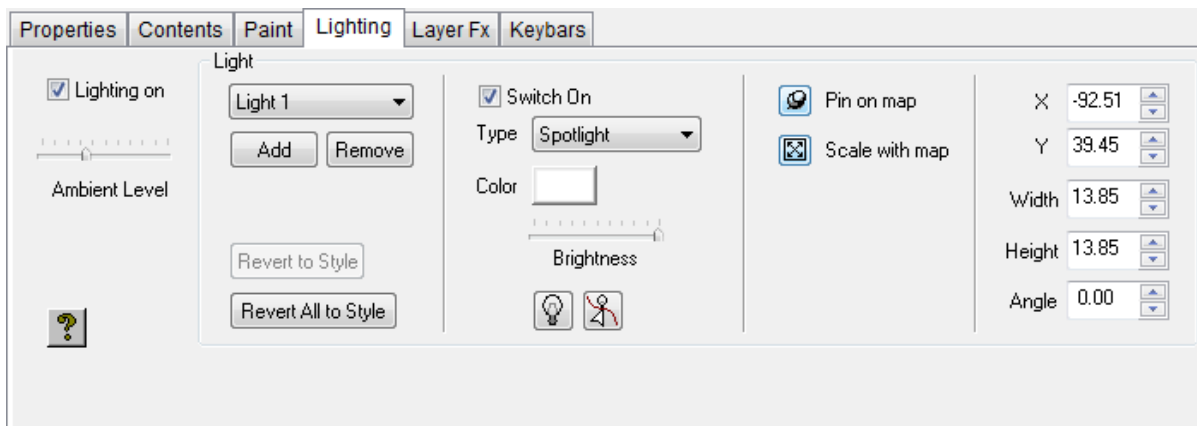 Properties Contents Paint Lighting Layer Fx Keybars
Light
Lighting on
Ambient Level
?
Light 1
Add Remove
Revert to Style
Revert All to Style
Switch On
Type Spotlight
Color
Brightness
Pin on map
Scale with map
X -92.51
Y 39.45
Width 13.85
Height 13.85
Angle 0.00